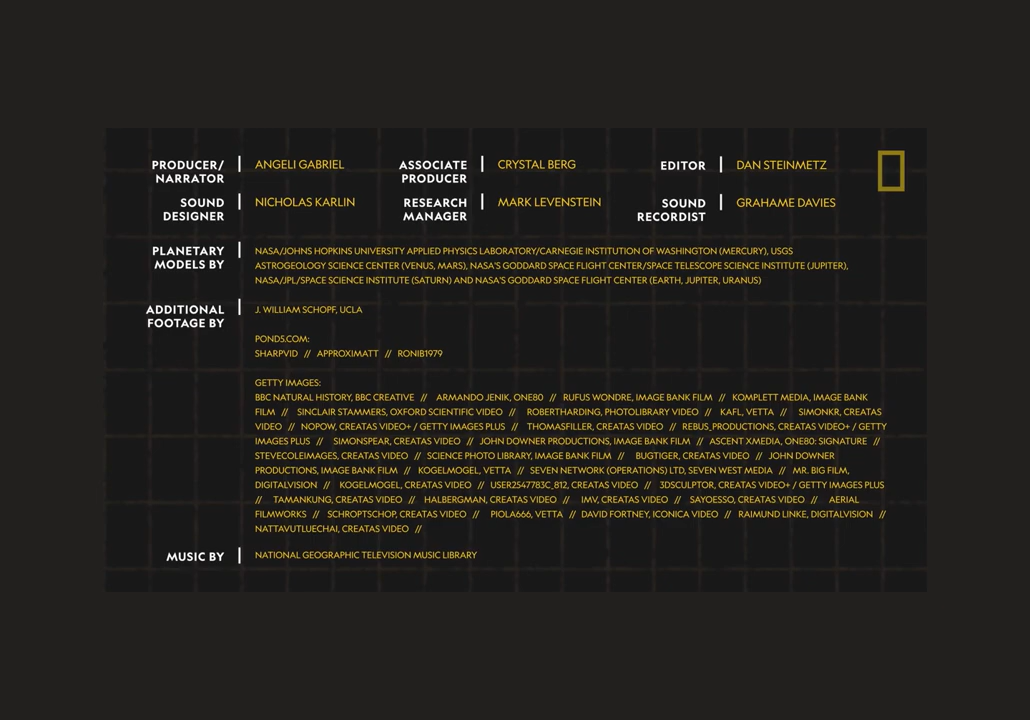 PRODUCER/ NARRATOR | ANGELI GABRIEL
ASSOCIATE PRODUCER | CRYSTAL BERG
EDITOR | DAN STEINMETZ
SOUND DESIGNER | NICHOLAS KARLIN
RESEARCH MANAGER | MARK LEVENSTEIN
SOUND RECORDIST | GRAHAME DAVIES
PLANETARY MODELS BY | NASA/JOHNS HOPKINS UNIVERSITY APPLIED PHYSICS LABORATORY/CARNEGIE INSTITUTION OF WASHINGTON (MERCURY), USGS
ASTROGEOLOGY SCIENCE CENTER (VENUS, MARS), NASA'S GODDARD SPACE FLIGHT CENTER/SPACE TELESCOPE SCIENCE INSTITUTE (JUPITER),
NASA/JPL/SPACE SCIENCE INSTITUTE (SATURN) AND NASA'S GODDARD SPACE FLIGHT CENTER (EARTH, JUPITER, URANUS)
ADDITIONAL FOOTAGE BY | J. WILLIAM SCHOPF, UCLA
POND5.COM:
SHARPVID // APPROXIMATT // RONIB1979
GETTY IMAGES:
BBC NATURAL HISTORY, BBC CREATIVE // ARMANDO JENIK, ONE80 // RUFUS WONDRE, IMAGE BANK FILM // KOMPLETT MEDIA, IMAGE BANK
FILM // SINCLAIR STAMMERS, OXFORD SCIENTIFIC VIDEO // ROBERTHARDING, PHOTOLIBRARY VIDEO // KAFL, VETTA // SIMONKR, CREATAS
VIDEO // NOPOW, CREATAS VIDEO+ / GETTY IMAGES PLUS // THOMASFILLER, CREATAS VIDEO // REBUS_PRODUCTIONS, CREATAS VIDEO+ / GETTY
IMAGES PLUS // SIMONSPEAR, CREATAS VIDEO // JOHN DOWNER PRODUCTIONS, IMAGE BANK FILM // ASCENT XMEDIA, ONE80: SIGNATURE //
STEVECOLEIMAGES, CREATAS VIDEO // SCIENCE PHOTO LIBRARY, IMAGE BANK FILM // BUGTIGER, CREATAS VIDEO // JOHN DOWNER
PRODUCTIONS, IMAGE BANK FILM // KOGELMOGEL, VETTA // SEVEN NETWORK (OPERATIONS) LTD, SEVEN WEST MEDIA // MR. BIG FILM,
DIGITALVISION // KOGELMOGEL, CREATAS VIDEO // USER2547783C_812, CREATAS VIDEO // 3DSCULPTOR, CREATAS VIDEO+ / GETTY IMAGES PLUS
// TAMANKUNG, CREATAS VIDEO // HALBERGMAN, CREATAS VIDEO // IMV, CREATAS VIDEO // SAYOESSO, CREATAS VIDEO // AERIAL
FILMWORKS // SCHROPTSCHOP, CREATAS VIDEO // PIOLA666, VETTA // DAVID FORTNEY, ICONICA VIDEO // RAIMUND LINKE, DIGITALVISION //
NATTAVUTLUECHAI, CREATAS VIDEO //
MUSIC BY | NATIONAL GEOGRAPHIC TELEVISION MUSIC LIBRARY